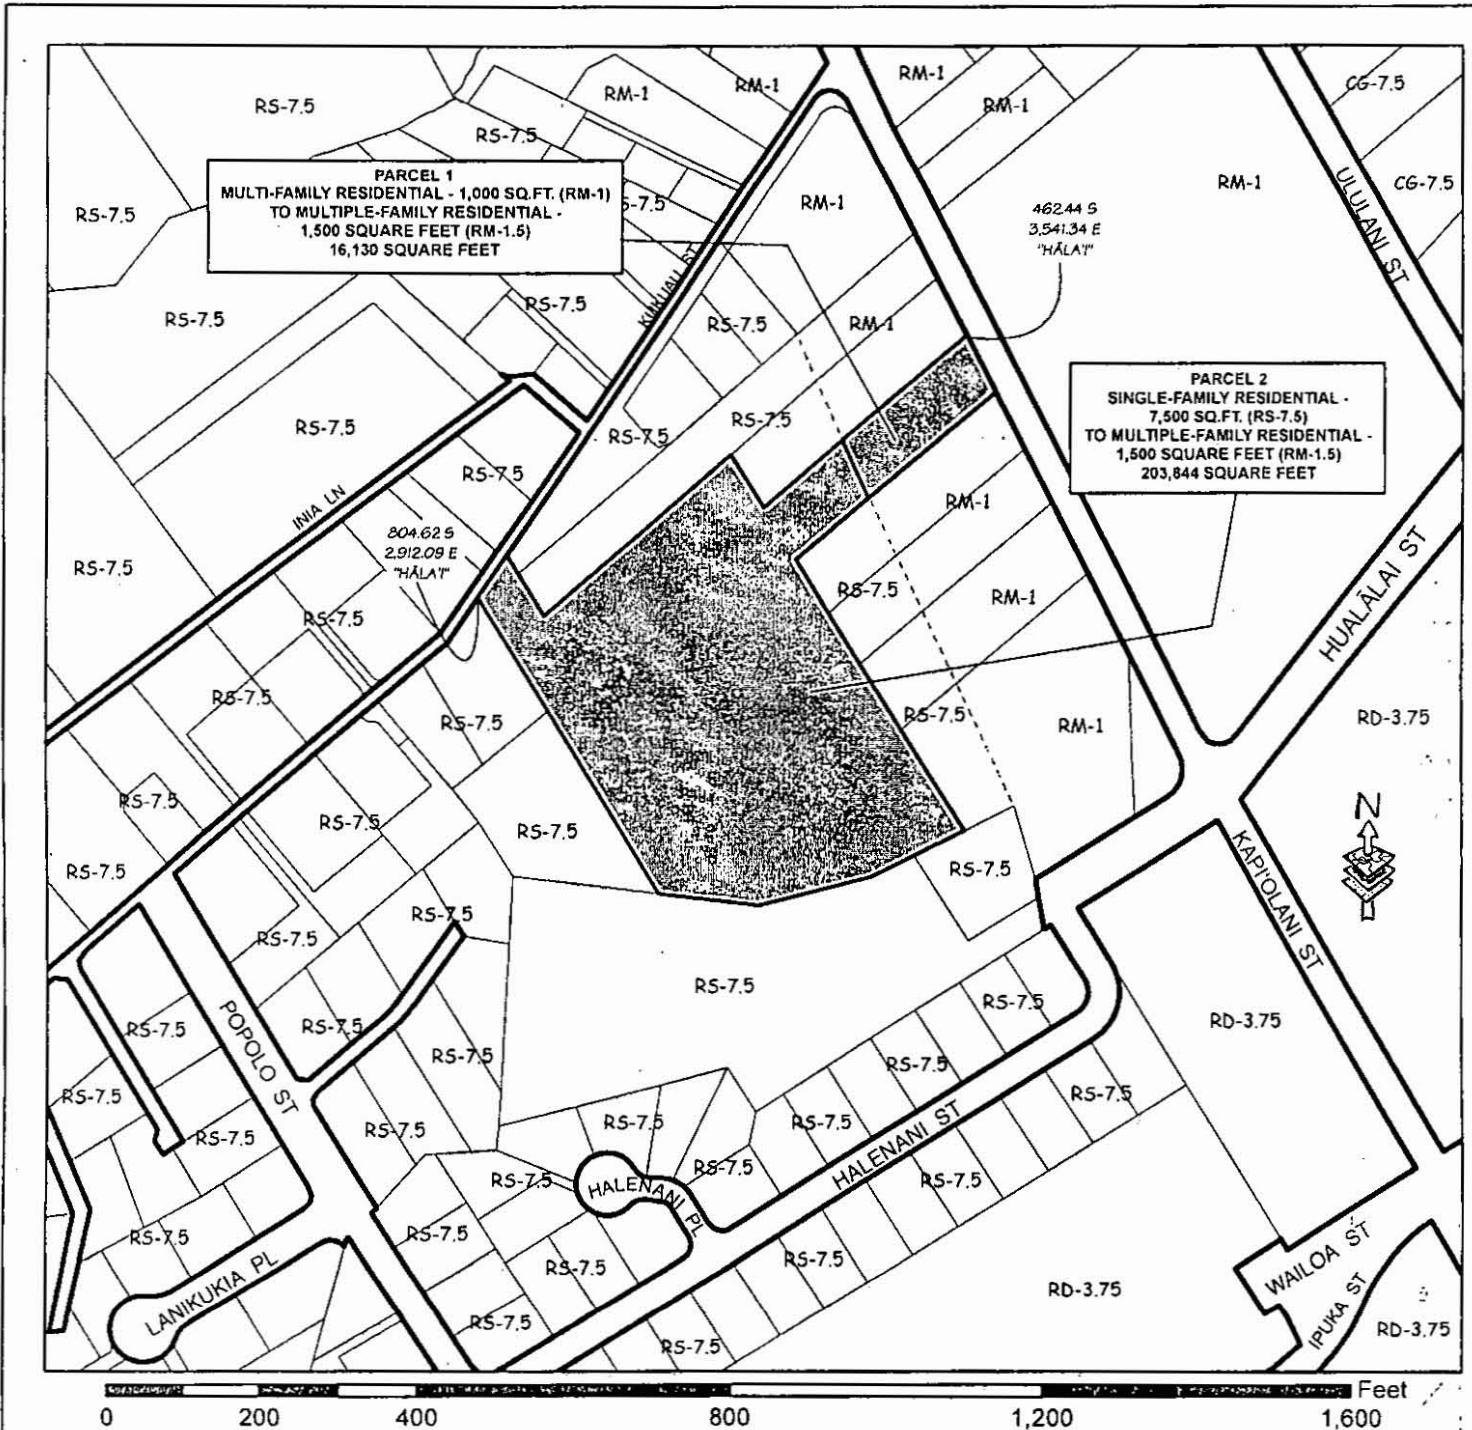 RM-1
RM-1
RM-1
CG-7.5
RS-7.5
RM-1
RS-7.5
PARCEL 1
MULTI-FAMILY RESIDENTIAL - 1,000 SQ.FT. (RM-1)
TO MULTIPLE-FAMILY RESIDENTIAL -
1,500 SQUARE FEET (RM-1.5)
16,130 SQUARE FEET
RM-1
CG-7.5
RS-7.5
RS-7.5
RM-1
ULULANI ST
462.44 S
3,541.34 E
"HĀLA'I"
RS-7.5
RS-7.5
KUKUAU ST
RS-7.5
RM-1
PARCEL 2
SINGLE-FAMILY RESIDENTIAL -
7,500 SQ.FT. (RS-7.5)
TO MULTIPLE-FAMILY RESIDENTIAL -
1,500 SQUARE FEET (RM-1.5)
203,844 SQUARE FEET
RS-7.5
RS-7.5
RS-7.5
RS-7.5
INIA LN
RM-1
804.62 S
2,912.09 E
"HĀLA'I"
RS-7.5
RS-7.5
RM-1
HUALĀLAI ST
RS-7.5
RS-7.5
RS-7.5
RS-7.5
RM-1
RD-3.75
RS-7.5
RS-7.5
RS-7.5
N
RS-7.5
RS-7.5
KAPI'OLANI ST
RS-7.5
RS-7.5
RS-7.5
RS-7.5
RS-7.5
RS-7.5
POPOLO ST
RS-7.5
RD-3.75
RS-7.5
RS-7.5
RS-7.5
RS-7.5
RS-7.5
RS-7.5
RS-7.5
RS-7.5
HALENANI ST
RS-7.5
RS-7.5
RS-7.5
HALENANI PL
RS-7.5
RS-7.5
RS-7.5
LANIKUKIA PL
RS-7.5
RS-7.5
RD-3.75
WAILOA ST
IPUKA ST
RS-7.5
RS-7.5
RD-3.75
Feet
0 200 400 800 1,200 1,600